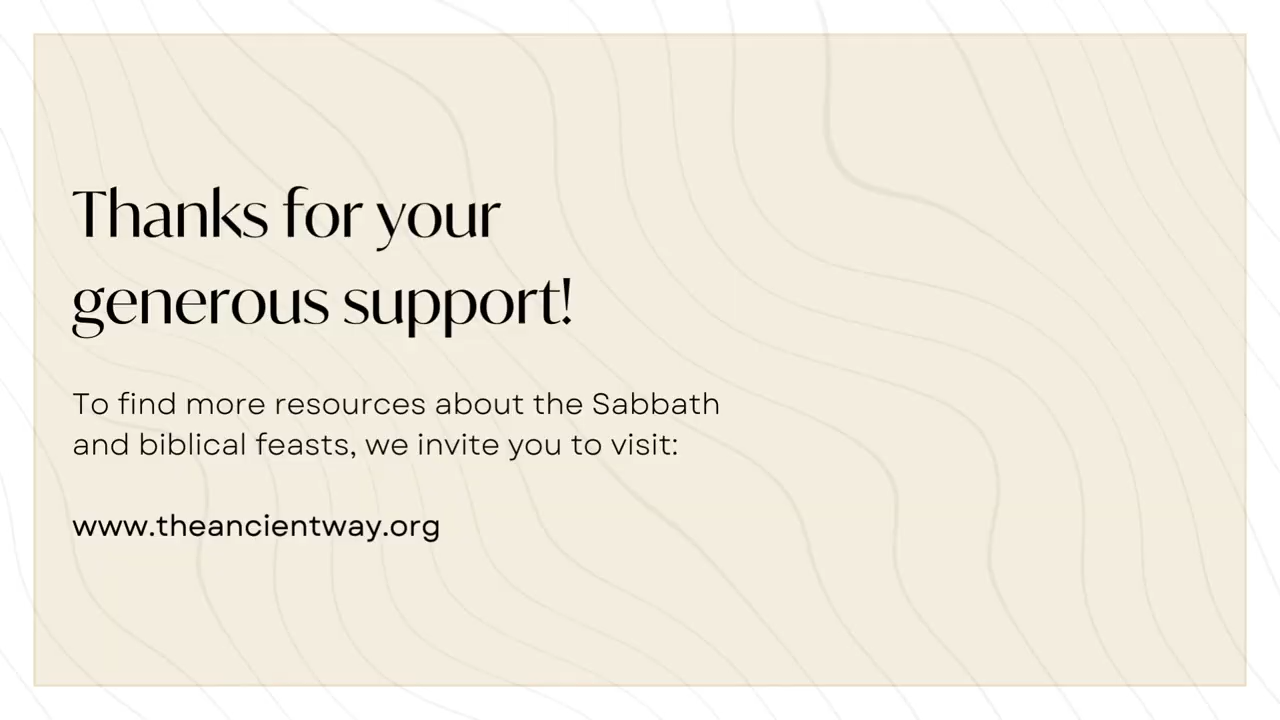 Thanks for your
generous support!
To find more resources about the Sabbath
and biblical feasts, we invite you to visit:
www.theancientway.org